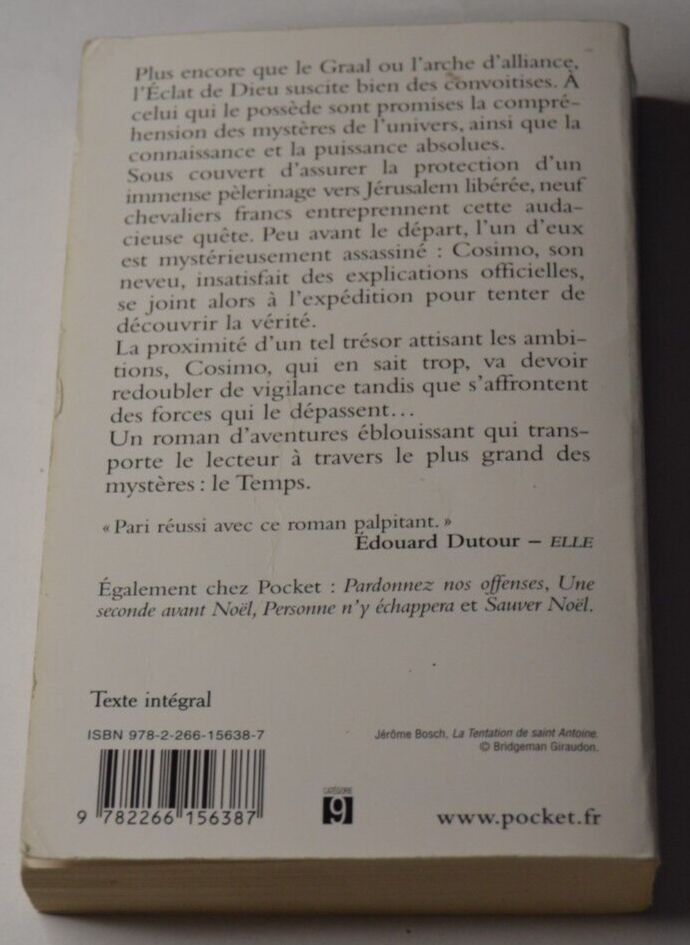 Plus encore que le Graal ou l'arche d'alliance,
l'Éclat de Dieu suscite bien des convoitises. À
celui qui le possède sont promises la compré-
hension des mystères de l'univers, ainsi que la
connaissance et la puissance absolues.
Sous couvert d'assurer la protection d'un
immense pèlerinage vers Jérusalem libérée, neuf
chevaliers francs entreprennent cette auda-
cieuse quête. Peu avant le départ, l'un d'eux
est mystérieusement assassiné : Cosimo, son
neveu, insatisfait des explications officielles,
se joint alors à l'expédition pour tenter de
découvrir la vérité.
La proximité d'un tel trésor attisant les ambi-
tions, Cosimo, qui en sait trop, va devoir
redoubler de vigilance tandis que s'affrontent
des forces qui le dépassent...
Un roman d'aventures éblouissant qui trans-
porte le lecteur à travers le plus grand des
mystères : le Temps.
« Pari réussi avec ce roman palpitant. »
Édouard Dutour – ELLE
Également chez Pocket : Pardonnez nos offenses, Une
seconde avant Noël, Personne n'y échappera et Sauver Noël.
Texte intégral
ISBN 978-2-266-15638-7
Jérôme Bosch, La Tentation de saint Antoine.
© Bridgeman Giraudon.
CATÉGORIE
9
9 782266 156387
www.pocket.fr